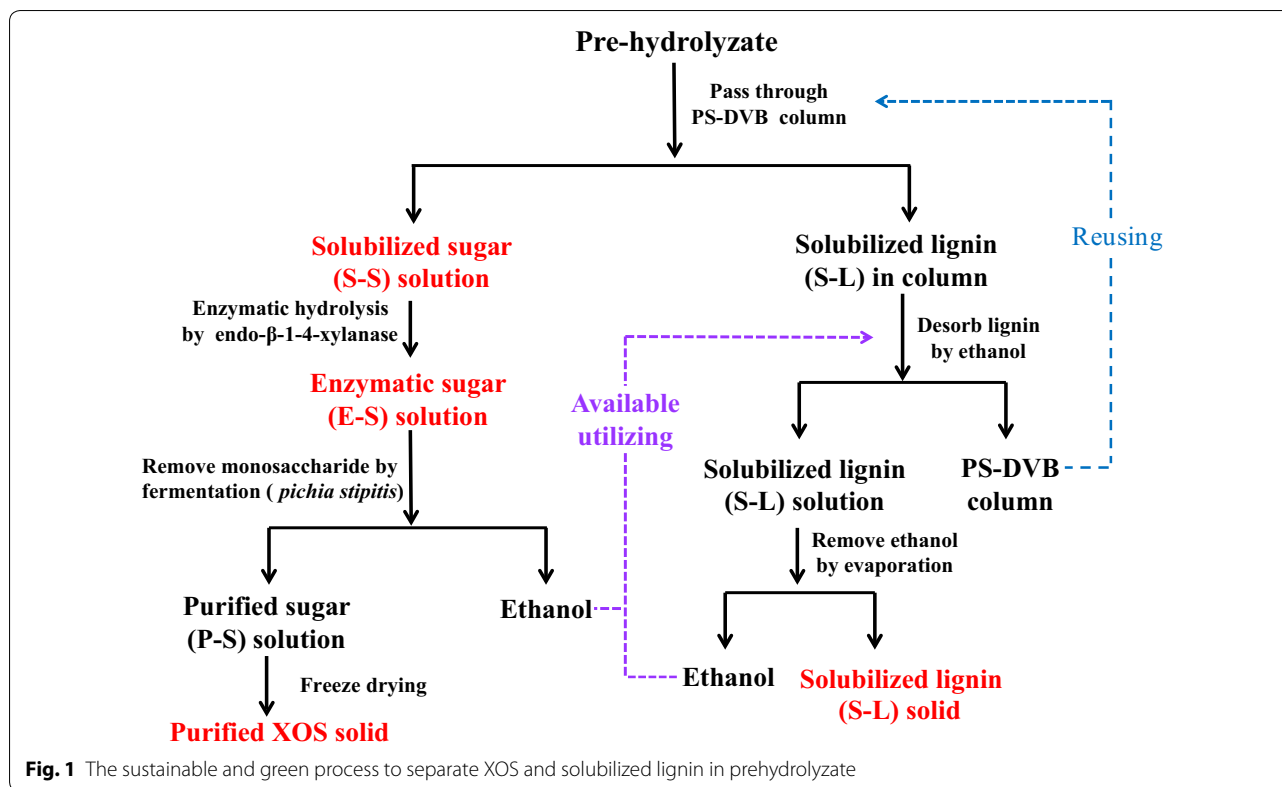 Pre-hydrolyzate
Pass through
PS-DVB column
Solubilized sugar
(S-S) solution
Solubilized lignin
(S-L) in column
Reusing
Enzymatic hydrolysis
by endo-β-1-4-xylanase
Desorb lignin
by ethanol
Enzymatic sugar
(E-S) solution
Available
utilizing
Remove monosaccharide by
fermentation ( pichia stipitis)
Solubilized lignin
(S-L) solution
PS-DVB
column
Remove ethanol
by evaporation
Purified sugar
(P-S) solution
Ethanol
Ethanol
Solubilized lignin
(S-L) solid
Freeze drying
Purified XOS solid
Fig. 1 The sustainable and green process to separate XOS and solubilized lignin in prehydrolyzate